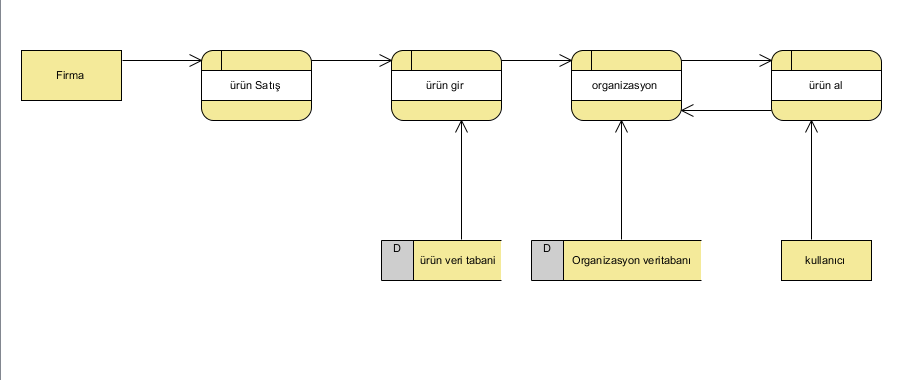 Firma
ürün Satış
ürün gir
organizasyon
ürün al
D
ürün veri tabani
D
Organizasyon veritabanı
kullanıcı